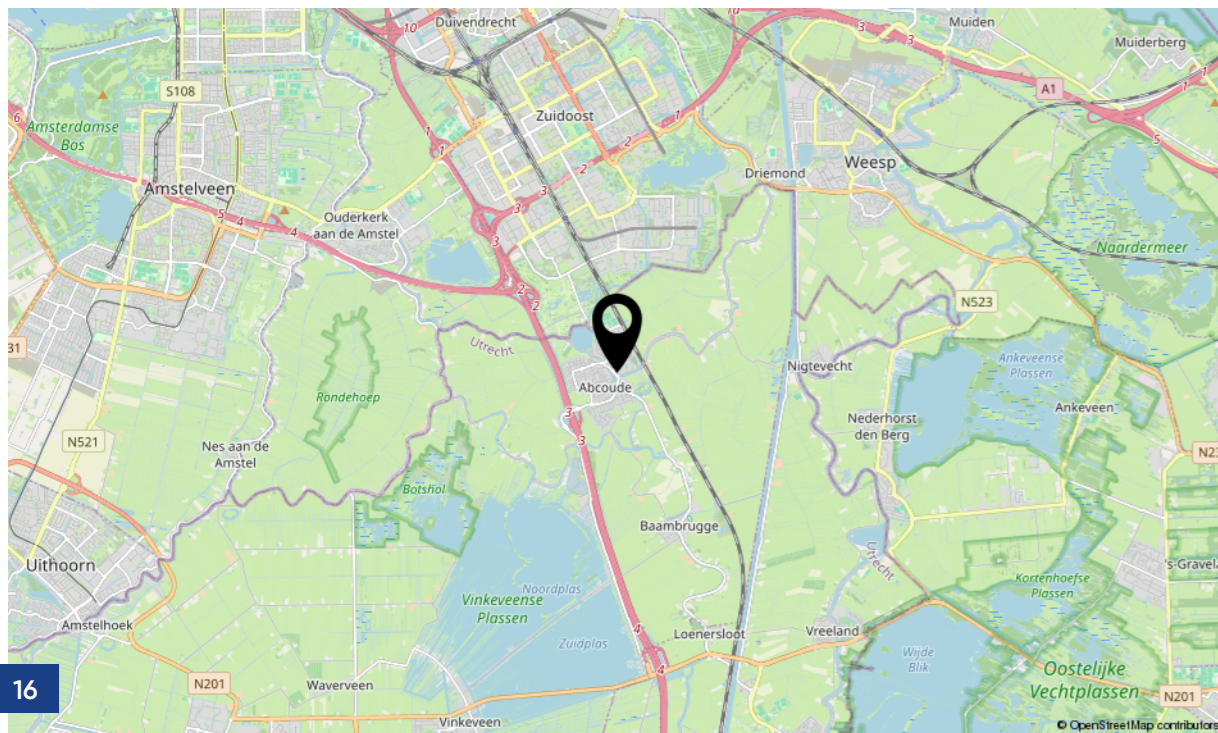 Duivendrecht
10
10
Muiden
3
3
Muiderberg
S108
A1
1
1
6
Amsterdamse
Bos
Zuidoost
1
1
2
2
5
Driemond
Weesp
Amstelveen
3
3
5
4
4
Ouderkerk
aan de Amstel
3
Naardermeer
2
2
N523
31
Utrecht
Rondehoep
Abcoude
Nigtevecht
Ankeveense
Plassen
3
3
Ankeveen
Nederhorst
den Berg
N521
Nes aan de
Amstel
N23
Botshol
Baambrugge
Utrecht
Uithoorn
's-Gravela
Noordplas
Vinkeveense
Plassen
Kortenhoefse
Plassen
Amstelhoek
Zuidplas
4
4
Loenersloot
Vreeland
Wijde
Blik
Oostelijke
Vechtplassen
16
N201
Waverveen
N201
Vinkeveen
© OpenStreetMap contributors